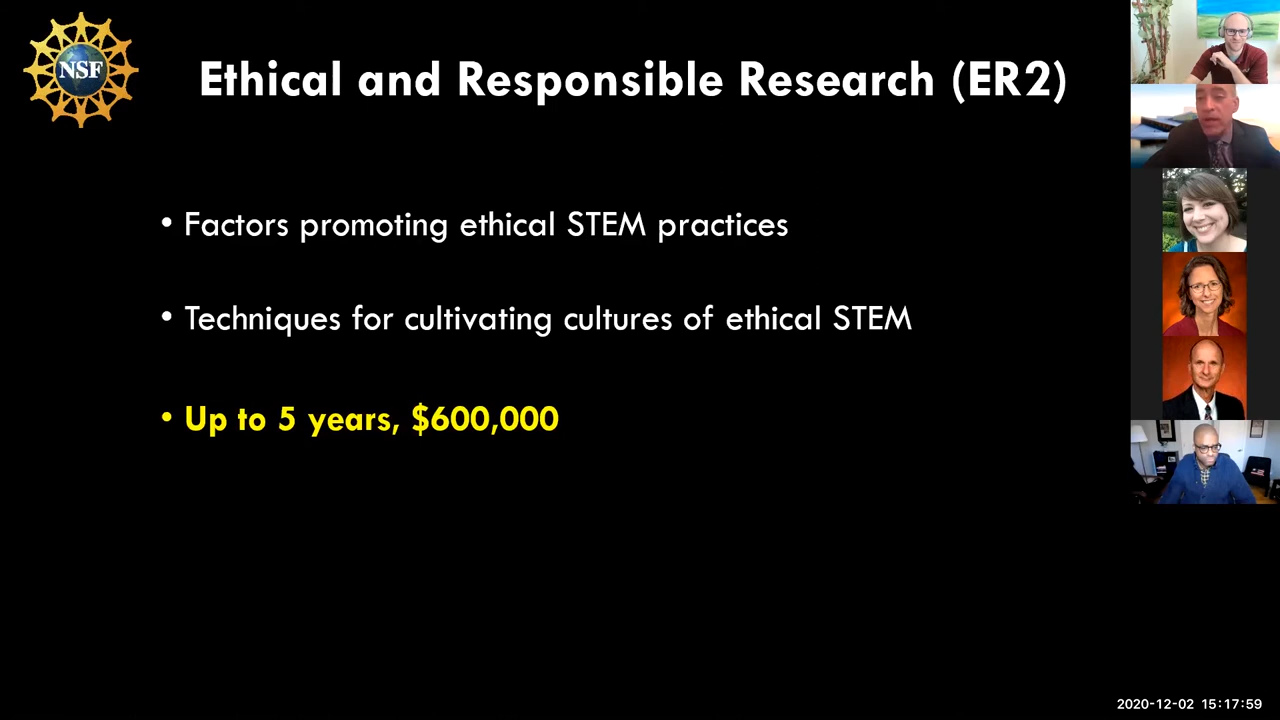 NSF
Ethical and Responsible Research (ER2)
• Factors promoting ethical STEM practices
• Techniques for cultivating cultures of ethical STEM
• Up to 5 years, $600,000
2020-12-02 15:17:59